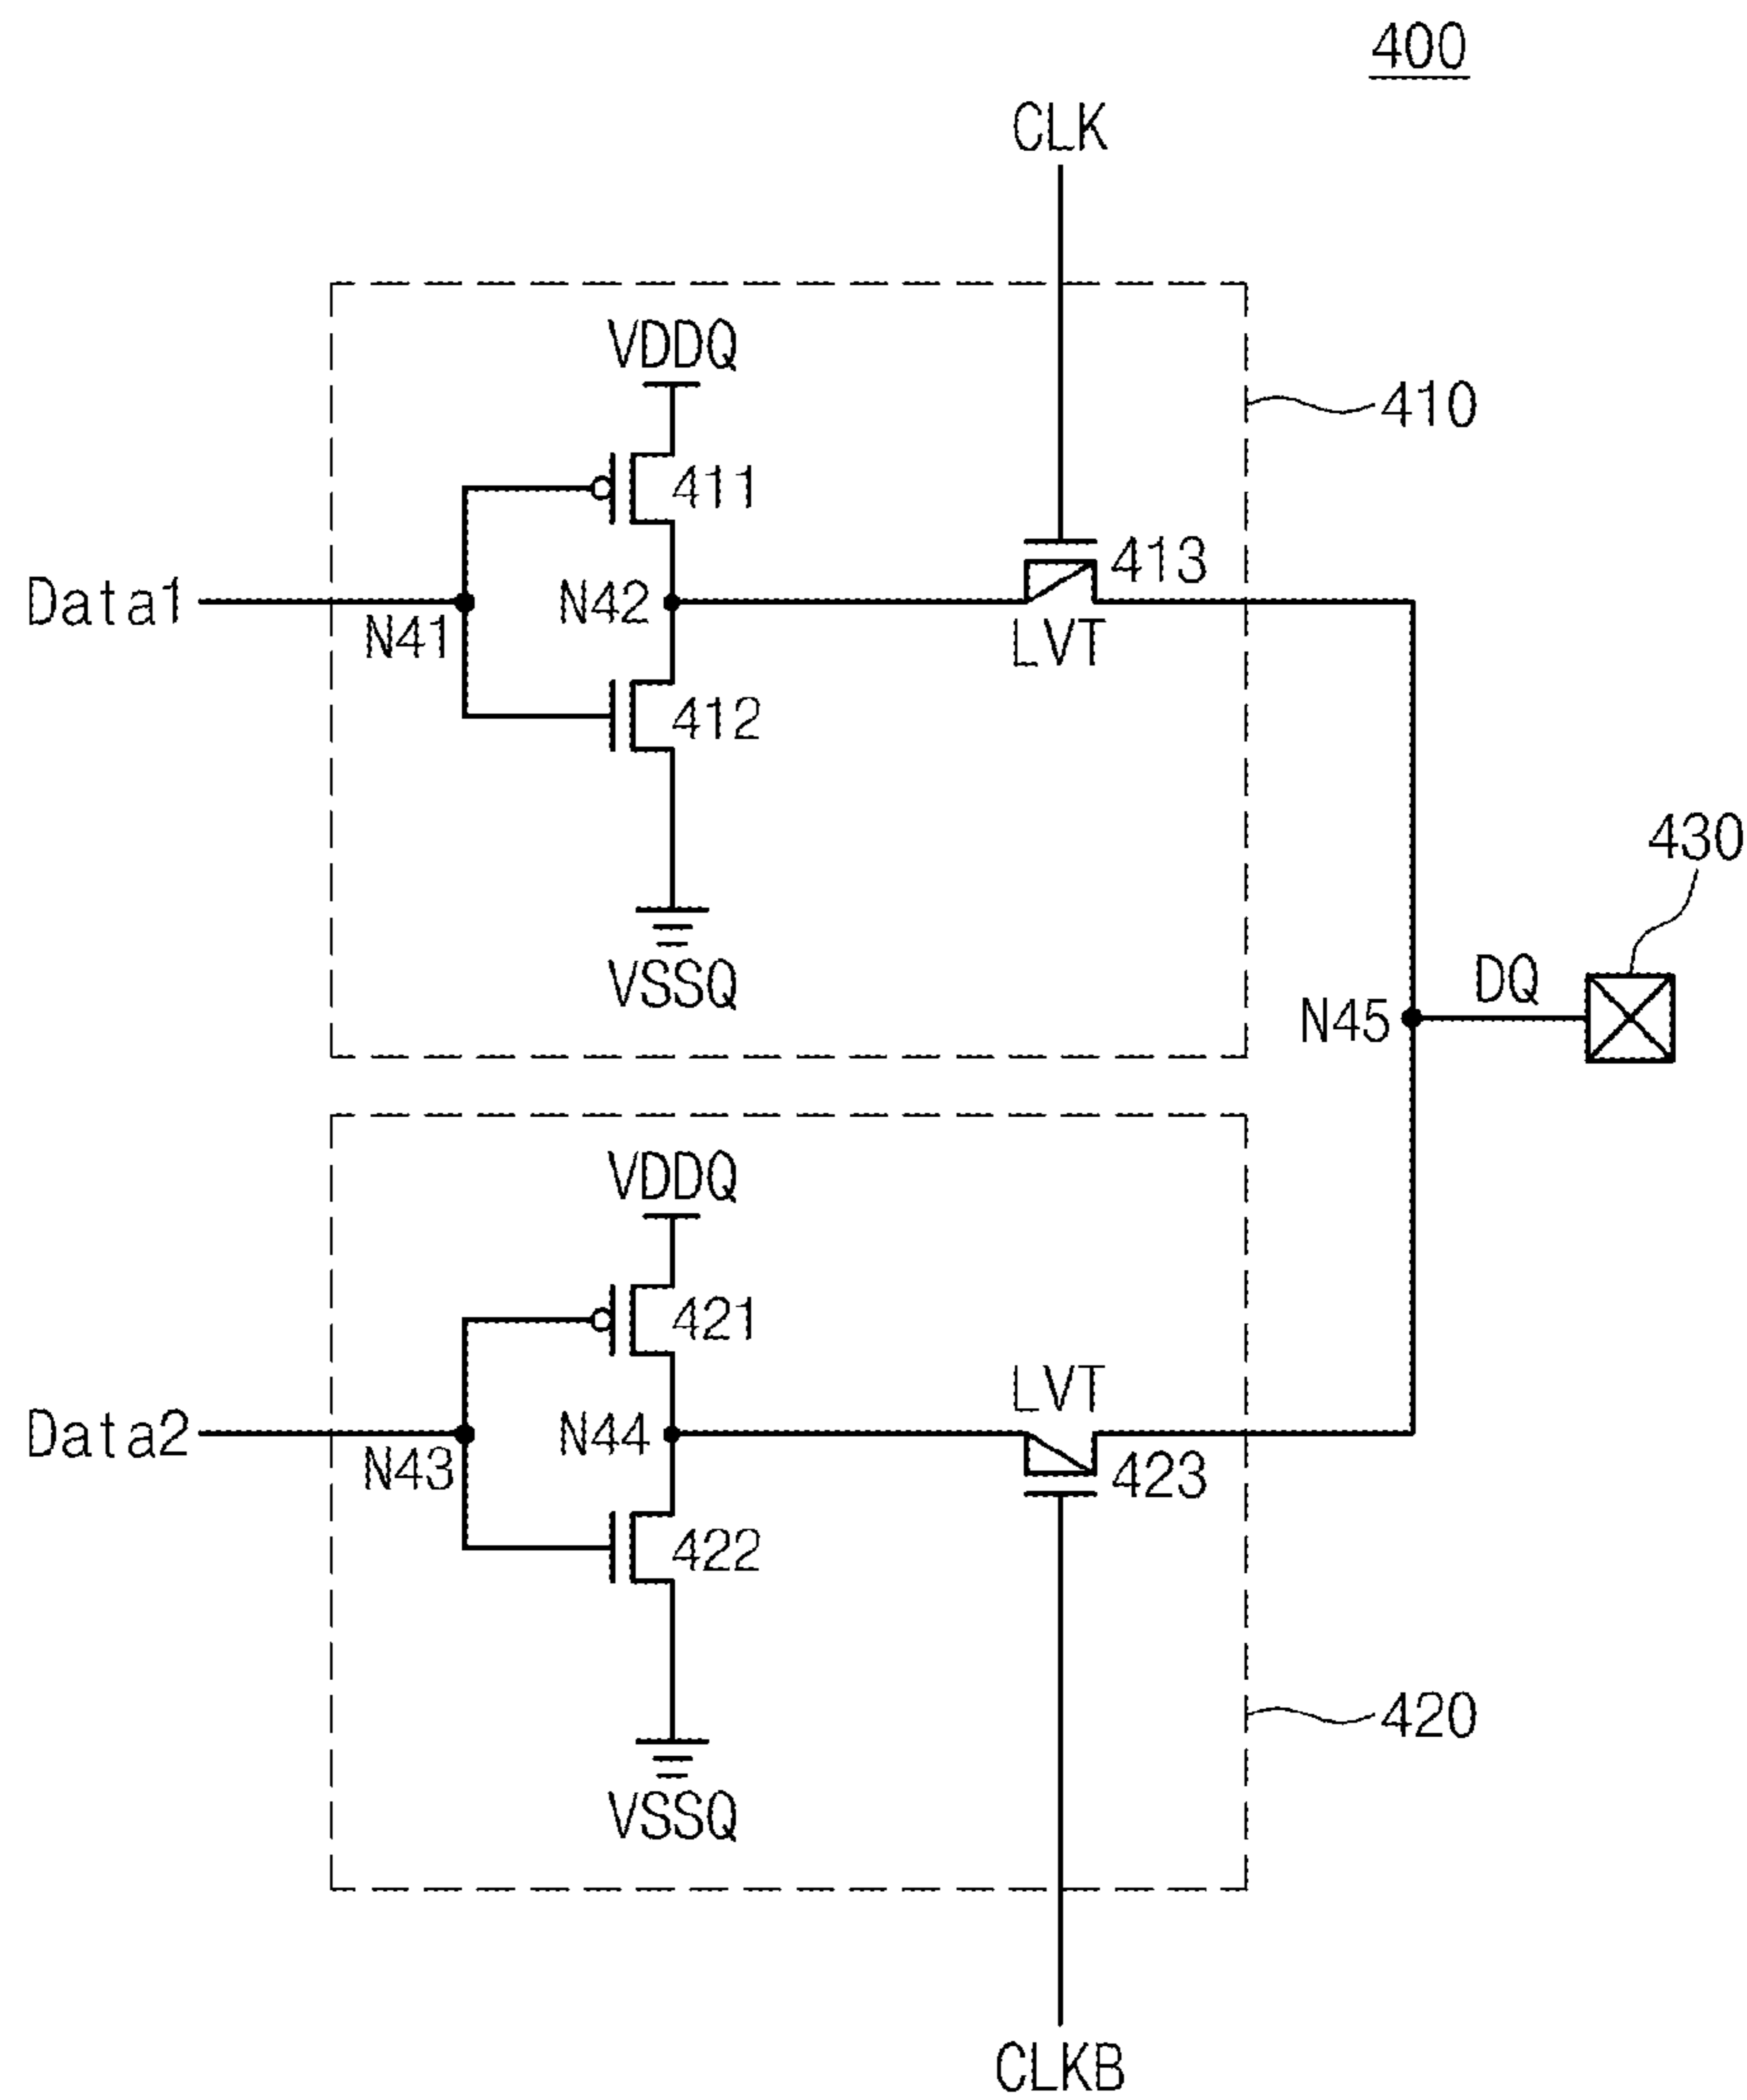 400
CLK
VDDQ
410
411
413
Data1
N42
N41
LVT
412
430
VSSQ
DQ
N45
VDDQ
421
LVT
Data2
N44
N43
423
422
420
VSSQ
CLKB